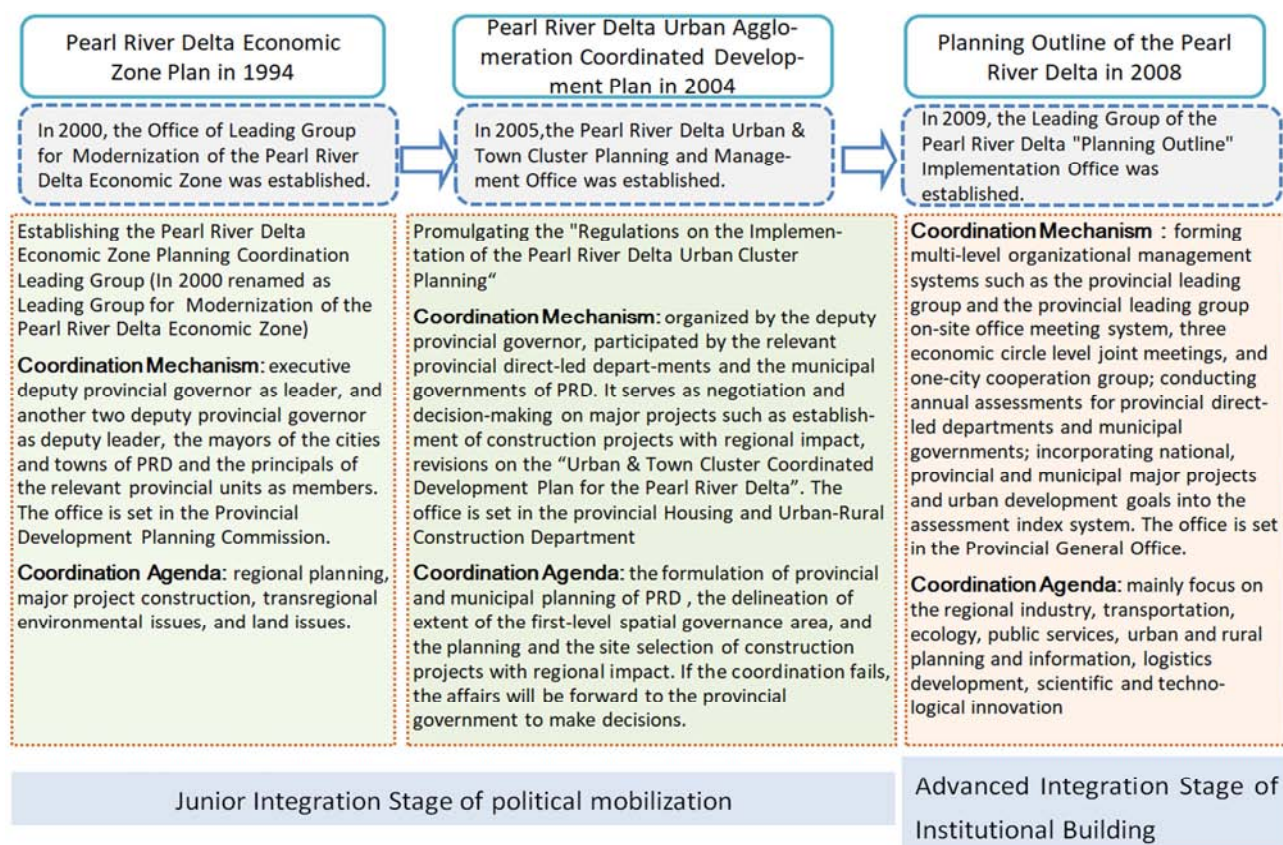 Pearl River Delta Economic
Zone Plan in 1994
In 2000, the Office of Leading Group
for Modernization of the Pearl River
Delta Economic Zone was established.
Establishing the Pearl River Delta
Economic Zone Planning Coordination
Leading Group (In 2000 renamed as
Leading Group for Modernization of the
Pearl River Delta Economic Zone)
Coordination Mechanism: executive
deputy provincial governor as leader, and
another two deputy provincial governor
as deputy leader, the mayors of the cities
and towns of PRD and the principals of
the relevant provincial units as members.
The office is set in the Provincial
Development Planning Commission.
Coordination Agenda: regional planning,
major project construction, transregional
environmental issues, and land issues.
Pearl River Delta Urban Agglo-
meration Coordinated Develop-
ment Plan in 2004
In 2005,the Pearl River Delta Urban &
Town Cluster Planning and Manage-
ment Office was established.
Promulgating the "Regulations on the Implemen-
tation of the Pearl River Delta Urban Cluster
Planning“
Coordination Mechanism: organized by the deputy
provincial governor, participated by the relevant
provincial direct-led depart-ments and the municipal
governments of PRD. It serves as negotiation and
decision-making on major projects such as establish-
ment of construction projects with regional impact,
revisions on the “Urban & Town Cluster Coordinated
Development Plan for the Pearl River Delta”. The
office is set in the provincial Housing and Urban-Rural
Construction Department
Coordination Agenda: the formulation of provincial
and municipal planning of PRD , the delineation of
extent of the first-level spatial governance area, and
the planning and the site selection of construction
projects with regional impact. If the coordination fails,
the affairs will be forward to the provincial
government to make decisions.
Planning Outline of the Pearl
River Delta in 2008
In 2009, the Leading Group of the
Pearl River Delta "Planning Outline"
Implementation Office was
established.
Coordination Mechanism : forming
multi-level organizational management
systems such as the provincial leading
group and the provincial leading group
on-site office meeting system, three
economic circle level joint meetings, and
one-city cooperation group; conducting
annual assessments for provincial direct-
led departments and municipal
governments; incorporating national,
provincial and municipal major projects
and urban development goals into the
assessment index system. The office is set
in the Provincial General Office.
Coordination Agenda: mainly focus on
the regional industry, transportation,
ecology, public services, urban and rural
planning and information, logistics
development, scientific and techno-
logical innovation
Junior Integration Stage of political mobilization
Advanced Integration Stage of
Institutional Building